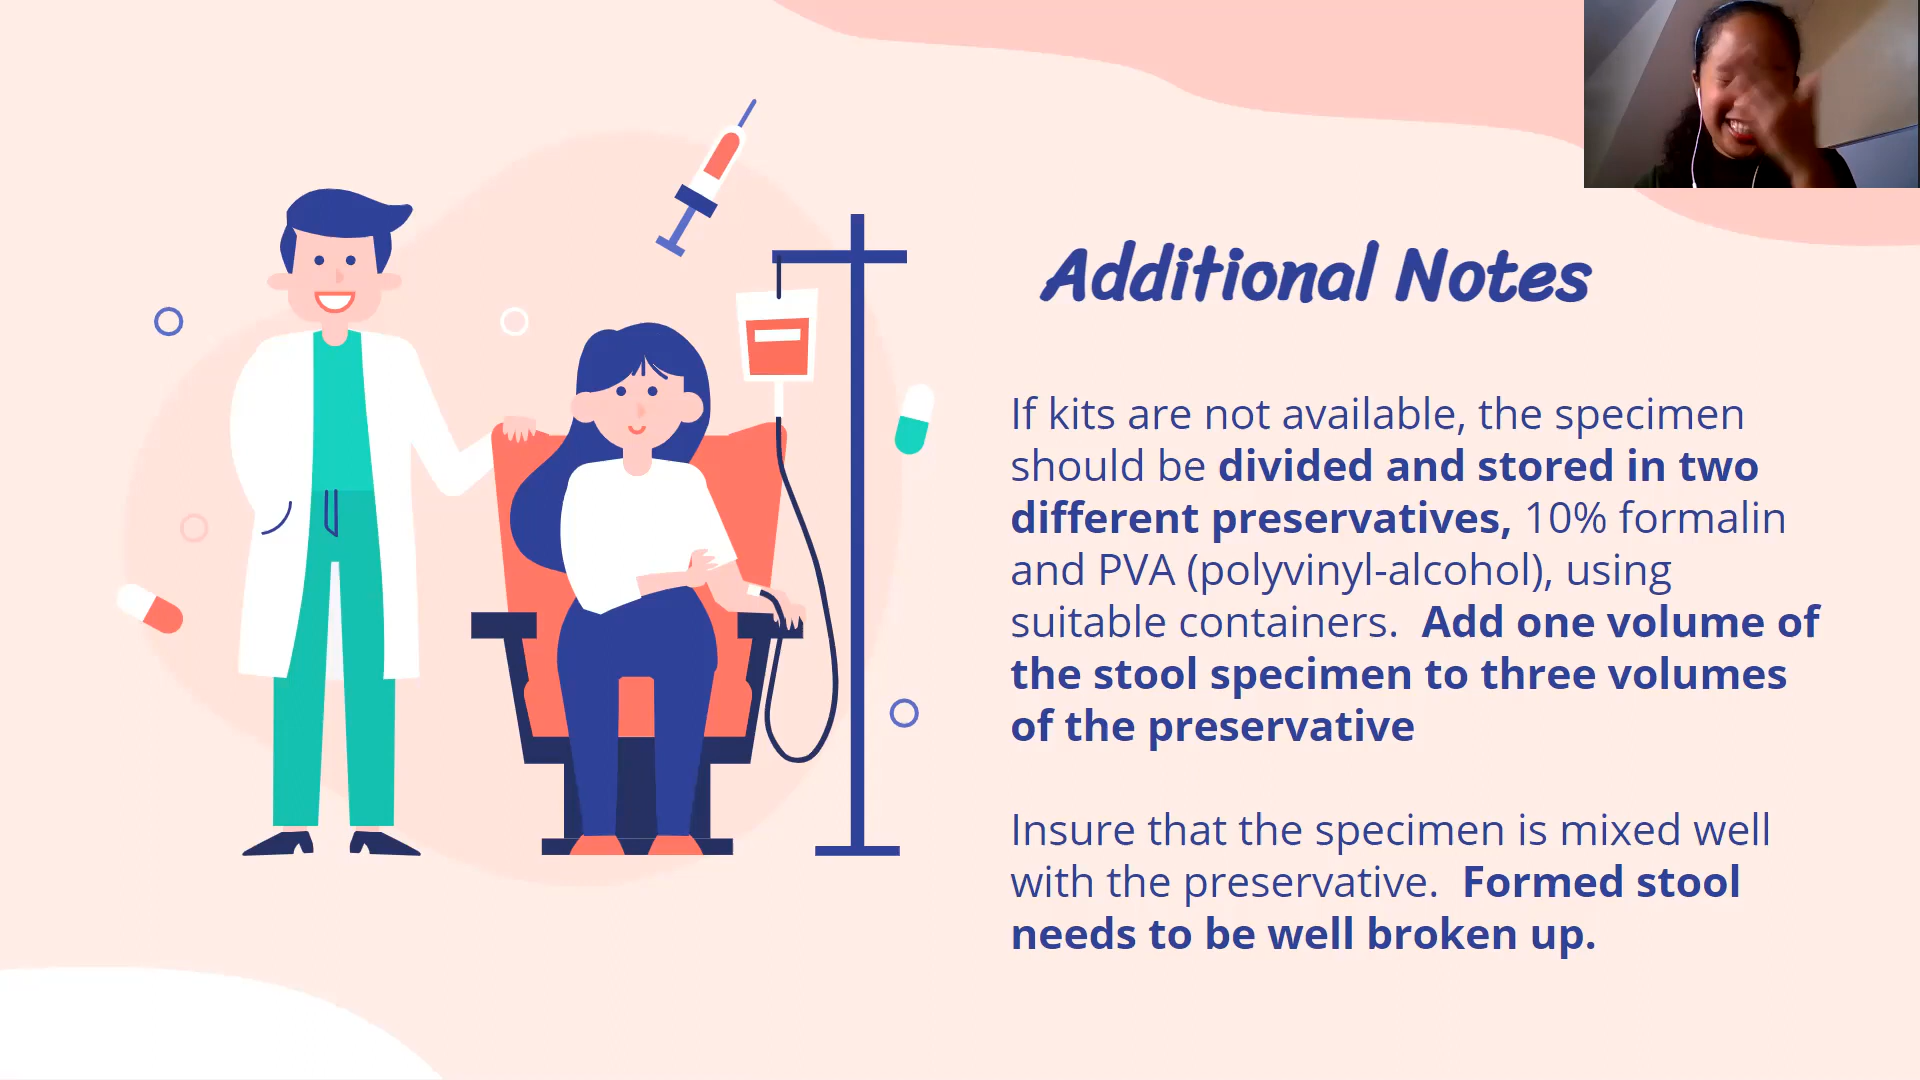 Additional Notes
If kits are not available, the specimen
should be divided and stored in two
different preservatives, 10% formalin
and PVA (polyvinyl-alcohol), using
suitable containers.  Add one volume of
the stool specimen to three volumes
of the preservative
Insure that the specimen is mixed well
with the preservative.  Formed stool
needs to be well broken up.